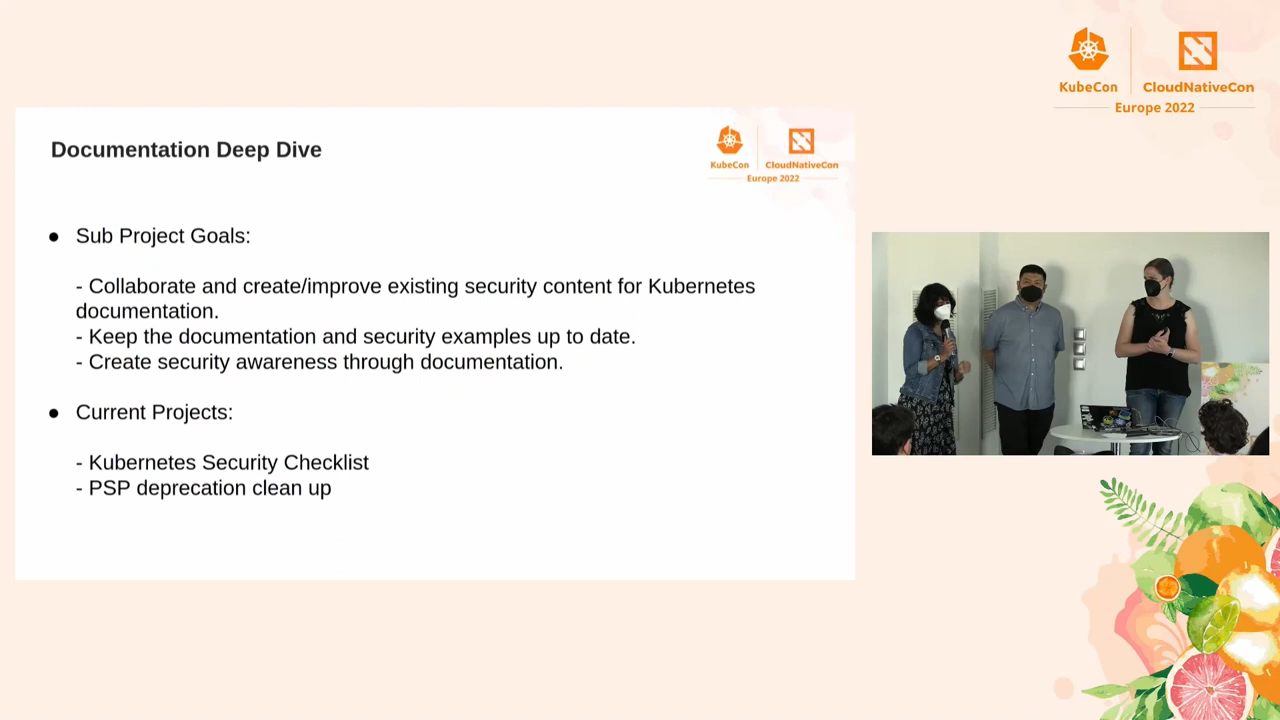 KubeCon
CloudNativeCon
Europe 2022
Documentation Deep Dive
KubeCon
CloudNativeCon
Europe 2022
● Sub Project Goals:
- Collaborate and create/improve existing security content for Kubernetes
documentation.
- Keep the documentation and security examples up to date.
- Create security awareness through documentation.
● Current Projects:
- Kubernetes Security Checklist
- PSP deprecation clean up